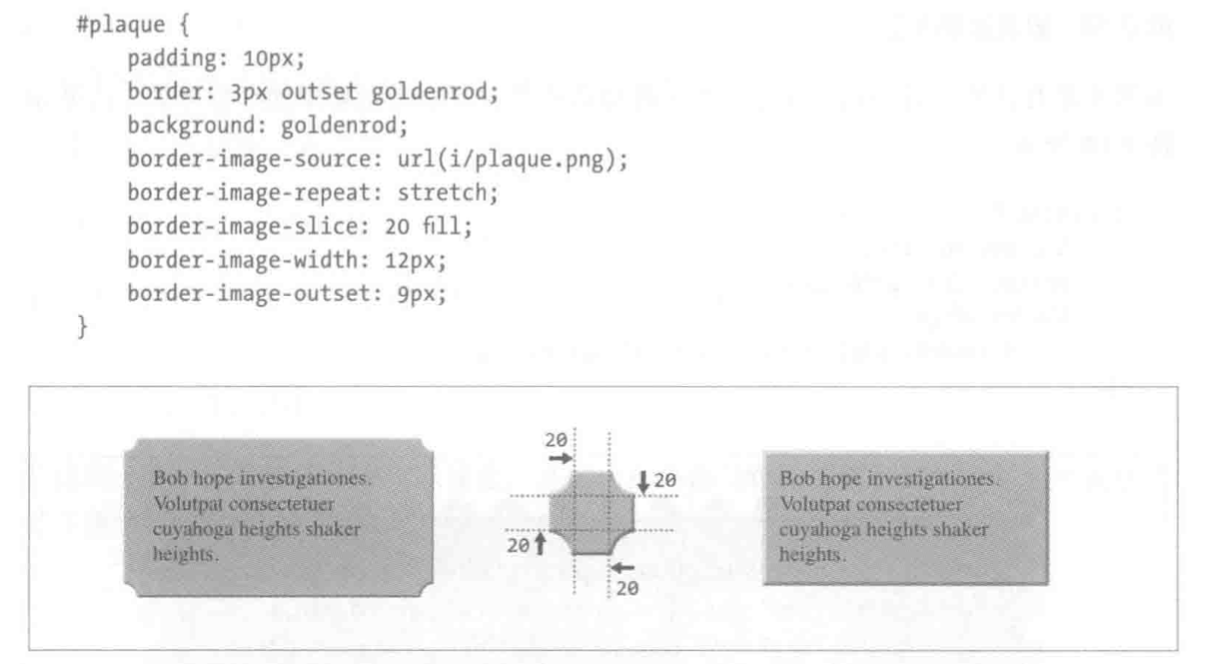 #plaque {
padding: 10px;
border: 3px outset goldenrod;
background: goldenrod;
border-image-source: url(i/plaque.png);
border-image-repeat: stretch;
border-image-slice: 20 fill;
border-image-width: 12px;
border-image-outset: 9px;
}
Bob hope investigationes.
Volutpat consectetuer
cuyahoga heights shaker
heights.
20
20
20
20
Bob hope investigationes.
Volutpat consectetuer
cuyahoga heights shaker
heights.